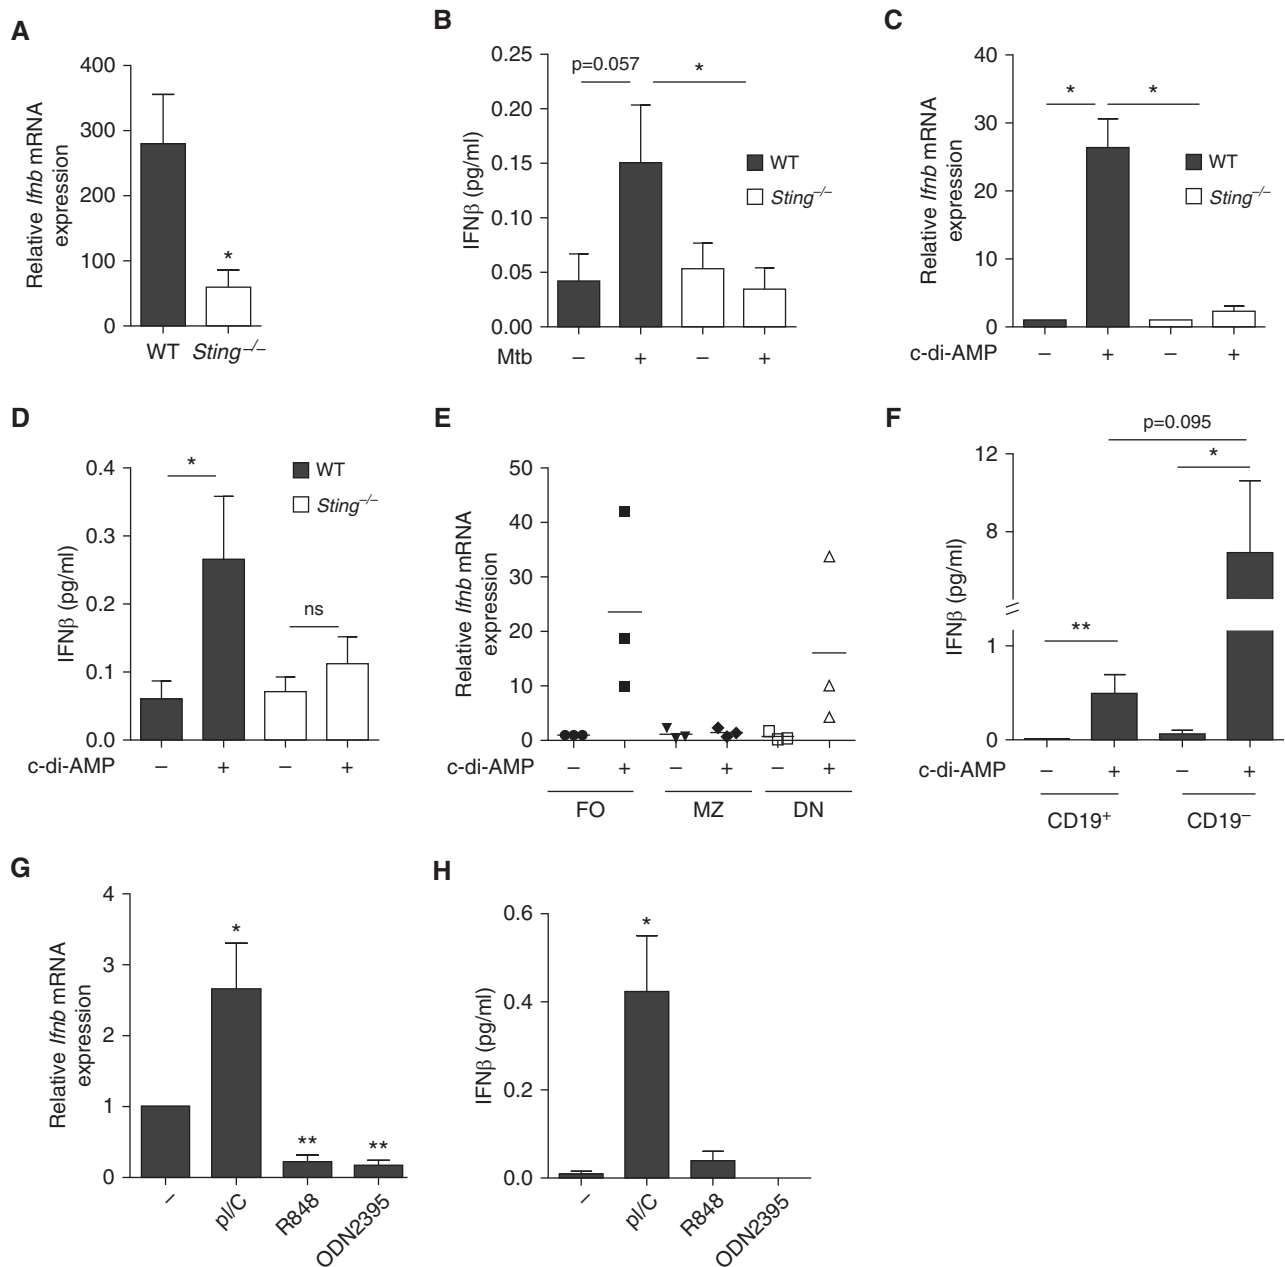 A
Relative Ifnb mRNA
expression
400
300
200
100
0
*
WT Sting–/–
B
IFNβ (pg/ml)
0.25
0.20
0.15
0.10
0.05
0.00
p=0.057
*
WT
Sting–/–
Mtb – + – +
C
Relative Ifnb mRNA
expression
40
30
20
10
0
* *
WT
Sting–/–
c-di-AMP – + – +
D
IFNβ (pg/ml)
0.4
0.3
0.2
0.1
0.0
*
ns
WT
Sting–/–
c-di-AMP – + – +
E
Relative Ifnb mRNA
expression
50
40
30
20
10
0
c-di-AMP – + – + – +
FO MZ DN
F
IFNβ (pg/ml)
12
8
1
0
p=0.095
*
**
c-di-AMP – + – +
CD19+ CD19–
G
Relative Ifnb mRNA
expression
4
3
2
1
0
*
** **
– pI/C R848 ODN2395
H
IFNβ (pg/ml)
0.6
0.4
0.2
0.0
*
– pI/C R848 ODN2395